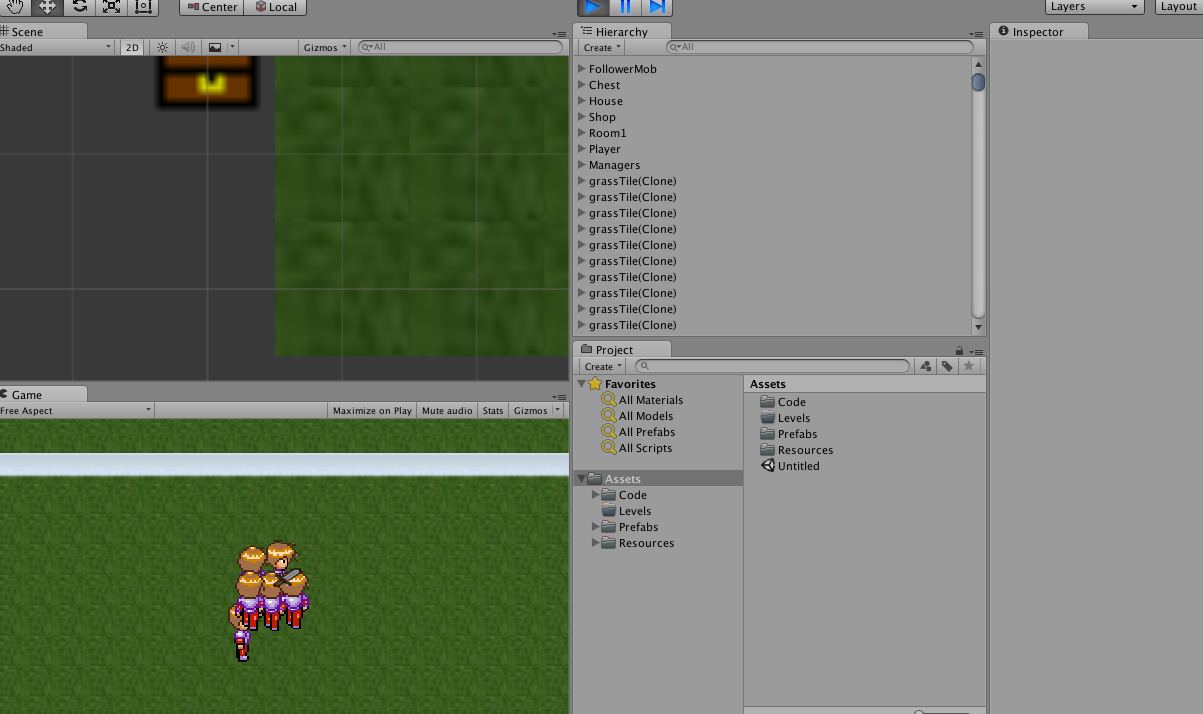 Center Local Layers Layout
Scene
Shaded 2D Gizmos All
Hierarchy
Create All
FollowerMob
Chest
House
Shop
Room1
Player
Managers
grassTile(Clone)
grassTile(Clone)
grassTile(Clone)
grassTile(Clone)
grassTile(Clone)
grassTile(Clone)
grassTile(Clone)
grassTile(Clone)
grassTile(Clone)
grassTile(Clone)
Inspector
Game
Free Aspect Maximize on Play Mute audio Stats Gizmos
Project
Create
Favorites
All Materials
All Models
All Prefabs
All Scripts
Assets
Code
Levels
Prefabs
Resources
Assets
Code
Levels
Prefabs
Resources
Untitled